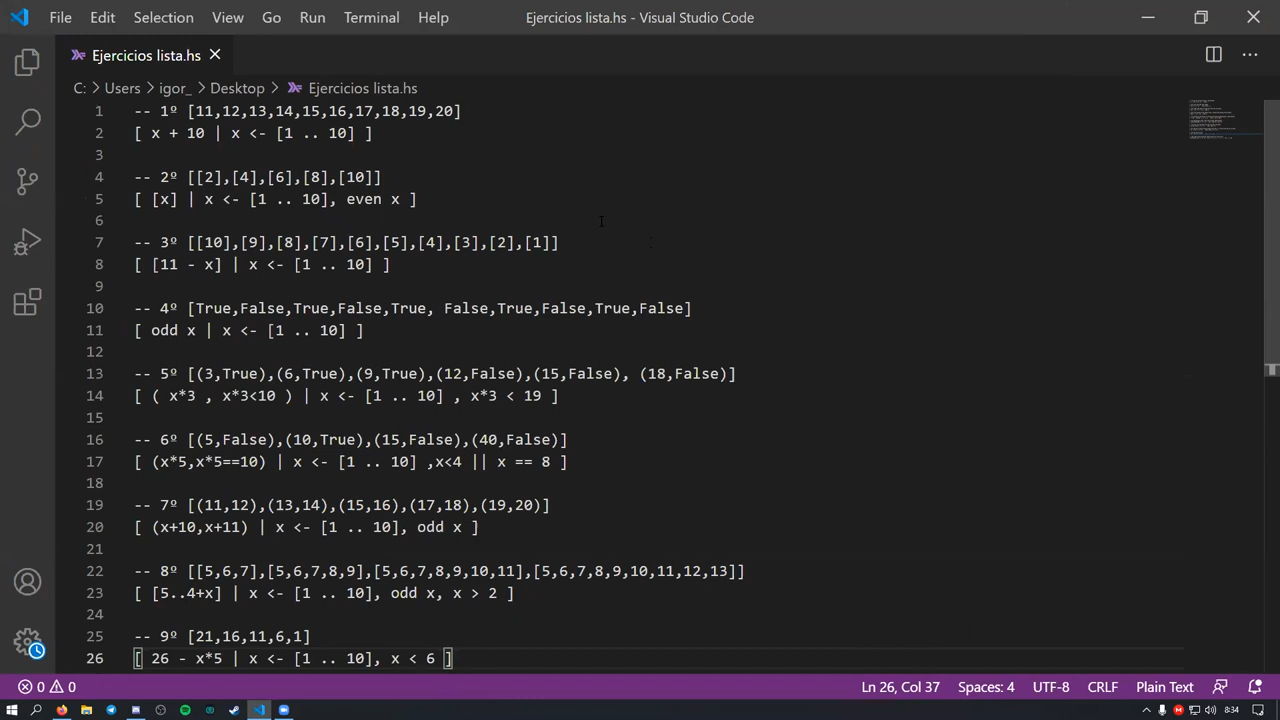 File Edit Selection View Go Run Terminal Help Ejercicios lista.hs - Visual Studio Code
Ejercicios lista.hs
C: > Users > igor_ > Desktop > Ejercicios lista.hs
1 -- 1º [11,12,13,14,15,16,17,18,19,20]
2 [ x + 10 | x <- [1 .. 10] ]
3
4 -- 2º [[2],[4],[6],[8],[10]]
5 [ [x] | x <- [1 .. 10], even x ]
6
7 -- 3º [[10],[9],[8],[7],[6],[5],[4],[3],[2],[1]]
8 [ [11 - x] | x <- [1 .. 10] ]
9
10 -- 4º [True,False,True,False,True, False,True,False,True,False]
11 [ odd x | x <- [1 .. 10] ]
12
13 -- 5º [(3,True),(6,True),(9,True),(12,False),(15,False), (18,False)]
14 [ ( x*3 , x*3<10 ) | x <- [1 .. 10] , x*3 < 19 ]
15
16 -- 6º [(5,False),(10,True),(15,False),(40,False)]
17 [ (x*5,x*5==10) | x <- [1 .. 10] ,x<4 || x == 8 ]
18
19 -- 7º [(11,12),(13,14),(15,16),(17,18),(19,20)]
20 [ (x+10,x+11) | x <- [1 .. 10], odd x ]
21
22 -- 8º [[5,6,7],[5,6,7,8,9],[5,6,7,8,9,10,11],[5,6,7,8,9,10,11,12,13]]
23 [ [5..4+x] | x <- [1 .. 10], odd x, x > 2 ]
24
25 -- 9º [21,16,11,6,1]
26 [ 26 - x*5 | x <- [1 .. 10], x < 6 ]
0 0 Ln 26, Col 37 Spaces: 4 UTF-8 CRLF Plain Text
8:34